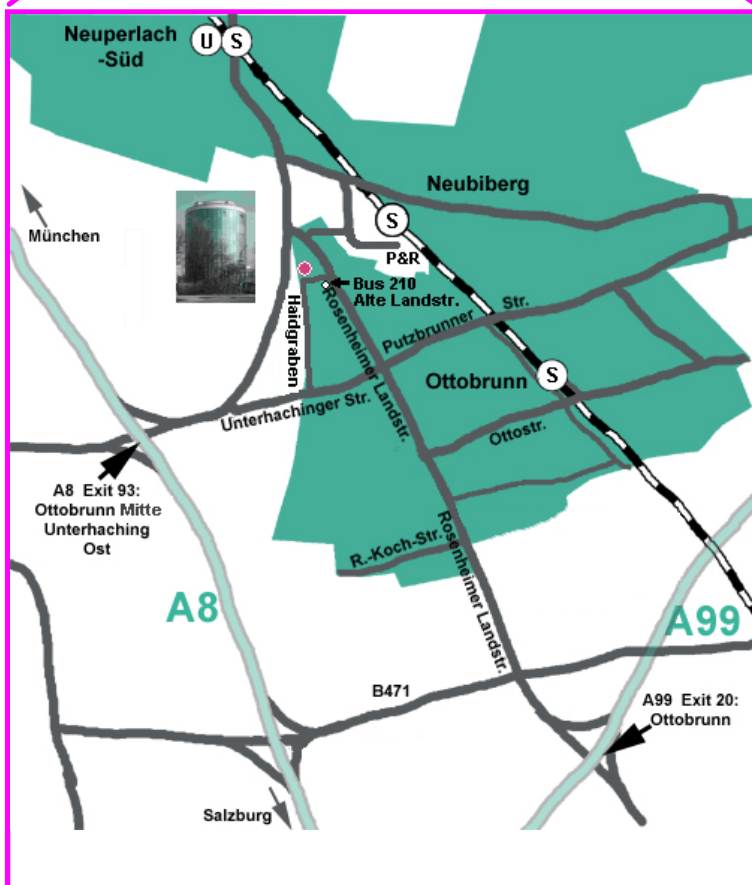 Neuperlach
-Süd
U S
Neubiberg
München
S
P&R
Bus 210
Alte Landstr.
Haidgraben
Rosenheimer Landstr.
Putzbrunner Str.
Ottobrunn
S
Unterhachinger Str.
Ottostr.
A8 Exit 93:
Ottobrunn Mitte
Unterhaching
Ost
R.-Koch-Str.
Rosenheimer Landstr.
A8
A99
B471
A99 Exit 20:
Ottobrunn
Salzburg